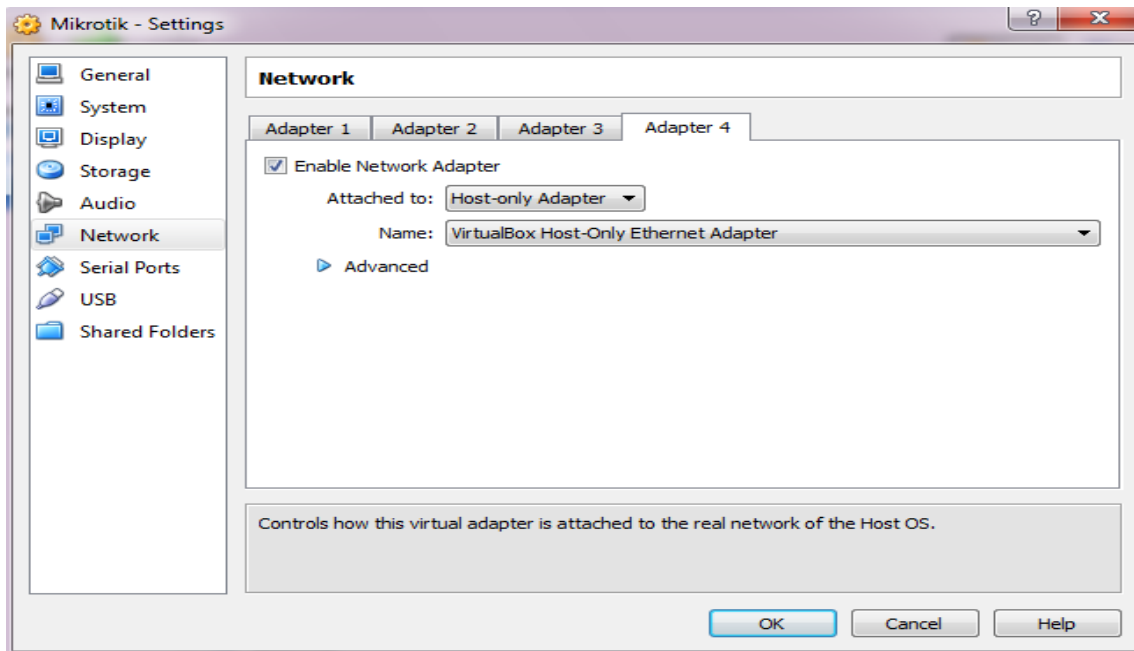 Mikrotik - Settings
?
General
System
Display
Storage
Audio
Network
Serial Ports
USB
Shared Folders
Network
Adapter 1 Adapter 2 Adapter 3 Adapter 4
Enable Network Adapter
Attached to: Host-only Adapter
Name: VirtualBox Host-Only Ethernet Adapter
Advanced
Controls how this virtual adapter is attached to the real network of the Host OS.
OK Cancel Help